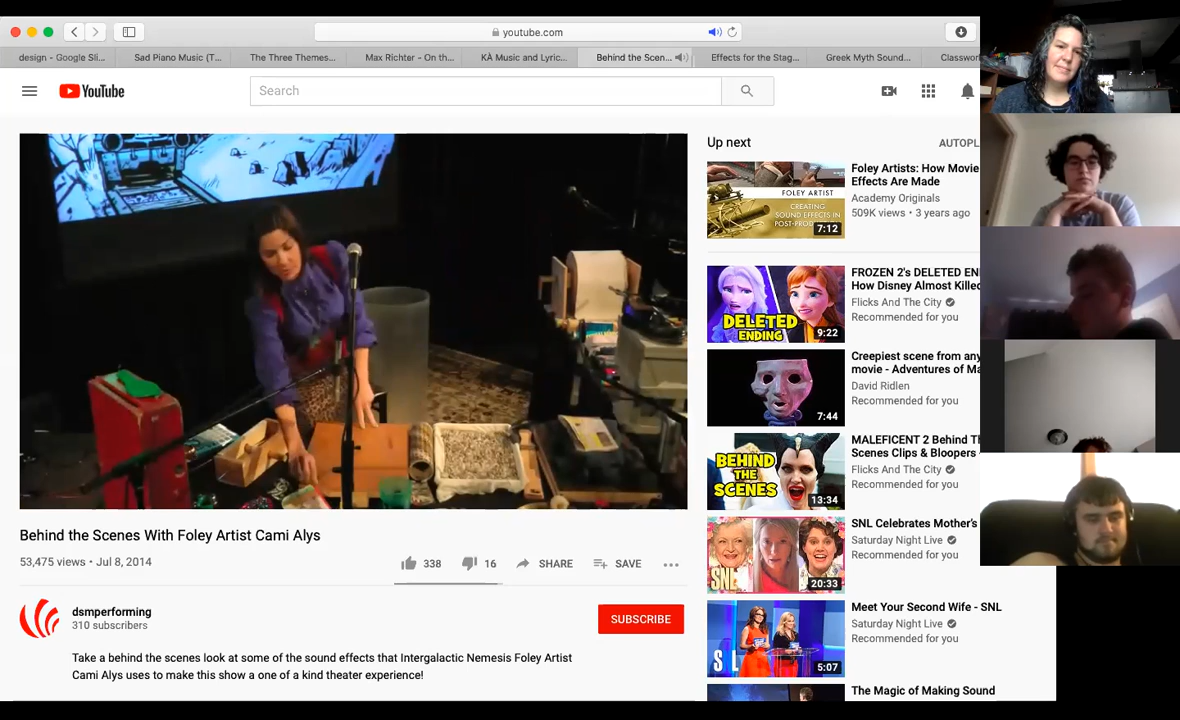 youtube.com
design - Google Sli...
Sad Piano Music (T...
The Three Themes...
Max Richter - On th...
KÀ Music and Lyric...
Behind the Scen...
Effects for the Stag...
Greek Myth Sound...
Classwor
YouTube
Search
Up next
AUTOPL
Foley Artists: How Movie
Effects Are Made
Academy Originals
509K views • 3 years ago
FOLEY ARTIST
CREATING
SOUND EFFECTS IN
POST-PROD
7:12
FROZEN 2's DELETED EN
How Disney Almost Killed
Flicks And The City
Recommended for you
DELETED
ENDING
9:22
Creepiest scene from any
movie - Adventures of Ma
David Ridlen
Recommended for you
7:44
MALEFICENT 2 Behind Th
Scenes Clips & Bloopers -
Flicks And The City
Recommended for you
BEHIND
THE
SCENES
13:34
SNL Celebrates Mother's
Saturday Night Live
Recommended for you
SNL
20:33
Meet Your Second Wife - SNL
Saturday Night Live
Recommended for you
S L
5:07
The Magic of Making Sound
Behind the Scenes With Foley Artist Cami Alys
53,475 views • Jul 8, 2014
338
16
SHARE
SAVE
dsmperforming
310 subscribers
SUBSCRIBE
Take a behind the scenes look at some of the sound effects that Intergalactic Nemesis Foley Artist
Cami Alys uses to make this show a one of a kind theater experience!